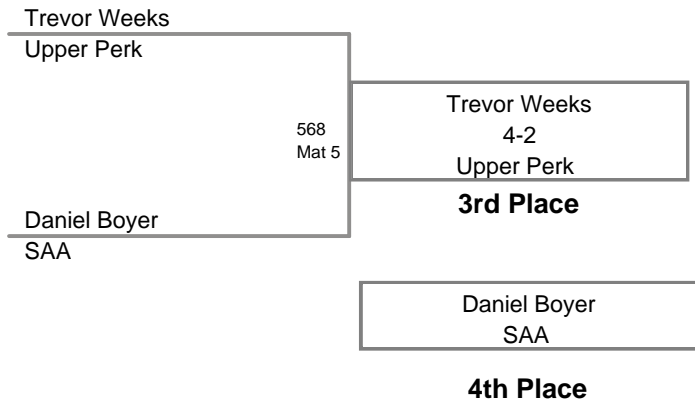 Trevor Weeks
Upper Perk
568
Mat 5
Trevor Weeks
4-2
Upper Perk
3rd Place
Daniel Boyer
SAA
Daniel Boyer
SAA
4th Place